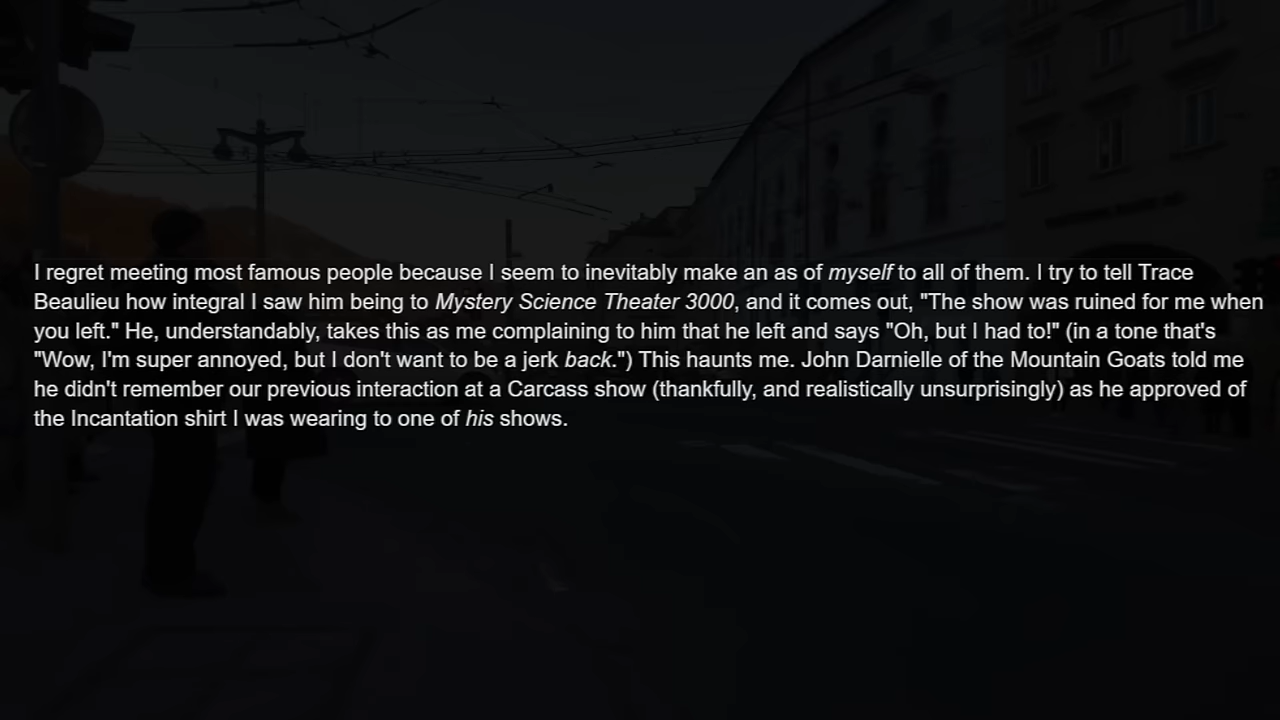 I regret meeting most famous people because I seem to inevitably make an as of myself to all of them. I try to tell Trace
Beaulieu how integral I saw him being to Mystery Science Theater 3000, and it comes out, "The show was ruined for me when
you left." He, understandably, takes this as me complaining to him that he left and says "Oh, but I had to!" (in a tone that's
"Wow, I'm super annoyed, but I don't want to be a jerk back.") This haunts me. John Darnielle of the Mountain Goats told me
he didn't remember our previous interaction at a Carcass show (thankfully, and realistically unsurprisingly) as he approved of
the Incantation shirt I was wearing to one of his shows.